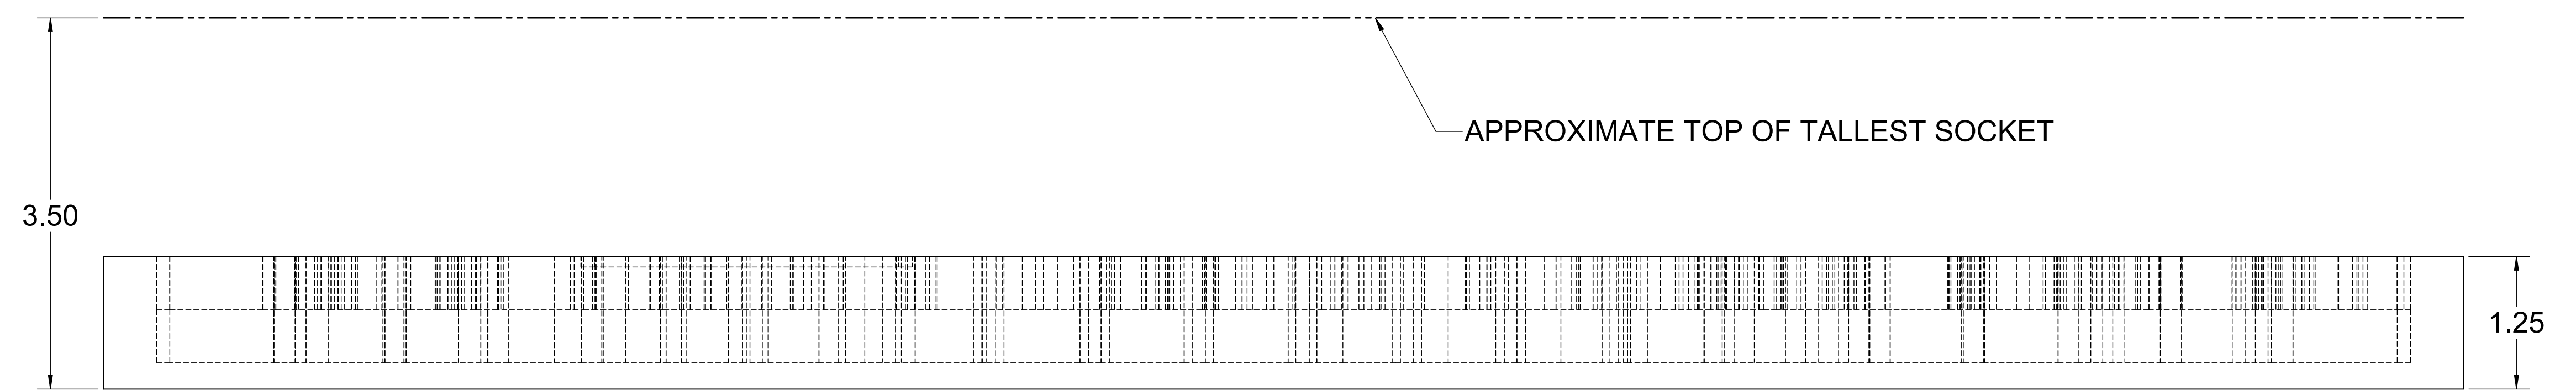 APPROXIMATE TOP OF TALLEST SOCKET
3.50
1.25